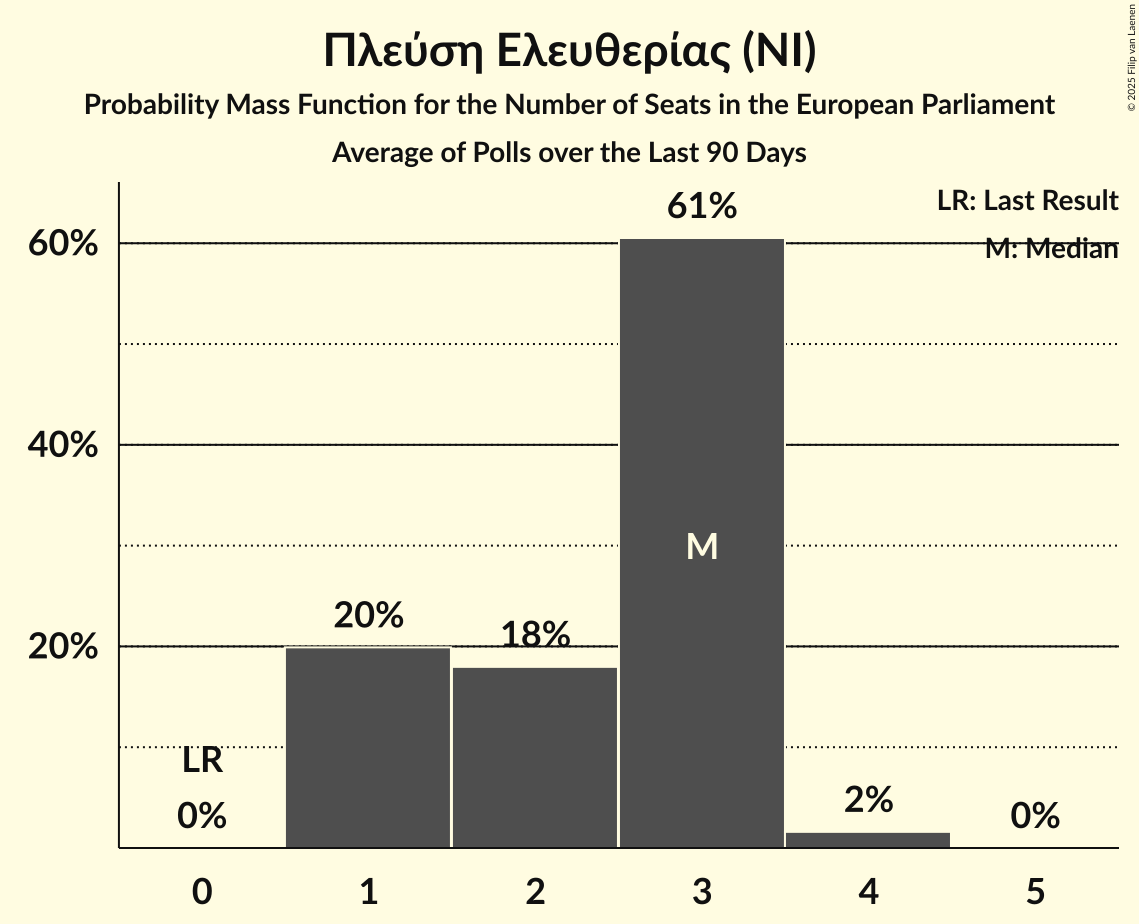 Πλεύση Ελευθερίας (NI)
Probability Mass Function for the Number of Seats in the European Parliament
Average of Polls over the Last 90 Days
© 2025 Filip van Laenen
LR: Last Result
M: Median
61%
60%
40%
M
20%
18%
20%
LR
0%
2%
0%
0 1 2 3 4 5